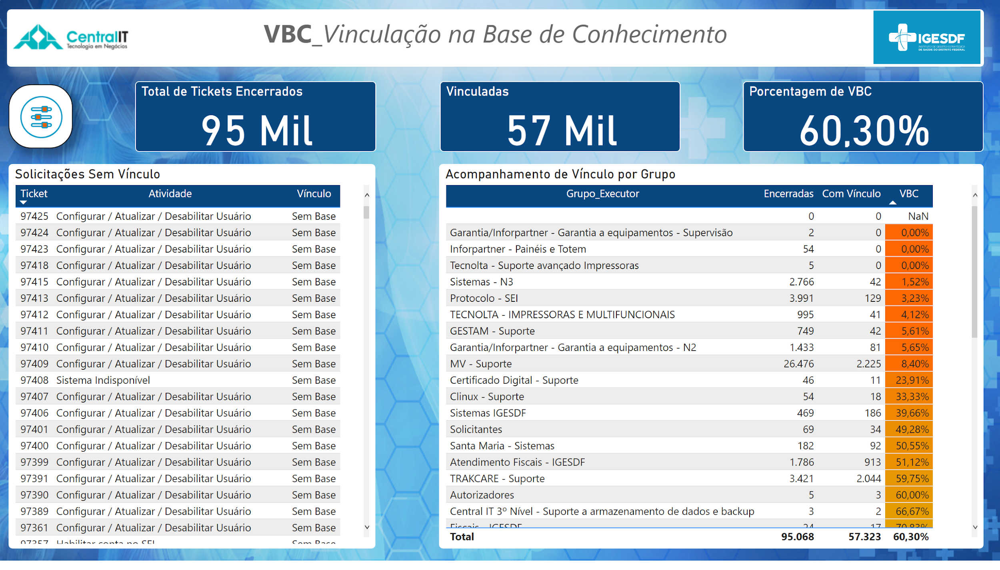 CentralIT
Tecnologia em Negócios
VBC_Vinculação na Base de Conhecimento
IGESDF
INSTITUTO DE GESTÃO ESTRATÉGICA
DE SAÚDE DO DISTRITO FEDERAL
Total de Tickets Encerrados
95 Mil
Vinculadas
57 Mil
Porcentagem de VBC
60,30%
Solicitações Sem Vínculo
Ticket Atividade Vínculo
97425 Configurar / Atualizar / Desabilitar Usuário Sem Base
97424 Configurar / Atualizar / Desabilitar Usuário Sem Base
97423 Configurar / Atualizar / Desabilitar Usuário Sem Base
97418 Configurar / Atualizar / Desabilitar Usuário Sem Base
97415 Configurar / Atualizar / Desabilitar Usuário Sem Base
97413 Configurar / Atualizar / Desabilitar Usuário Sem Base
97412 Configurar / Atualizar / Desabilitar Usuário Sem Base
97411 Configurar / Atualizar / Desabilitar Usuário Sem Base
97410 Configurar / Atualizar / Desabilitar Usuário Sem Base
97409 Configurar / Atualizar / Desabilitar Usuário Sem Base
97408 Sistema Indisponível Sem Base
97407 Configurar / Atualizar / Desabilitar Usuário Sem Base
97406 Configurar / Atualizar / Desabilitar Usuário Sem Base
97401 Configurar / Atualizar / Desabilitar Usuário Sem Base
97400 Configurar / Atualizar / Desabilitar Usuário Sem Base
97399 Configurar / Atualizar / Desabilitar Usuário Sem Base
97391 Configurar / Atualizar / Desabilitar Usuário Sem Base
97390 Configurar / Atualizar / Desabilitar Usuário Sem Base
97389 Configurar / Atualizar / Desabilitar Usuário Sem Base
97361 Configurar / Atualizar / Desabilitar Usuário Sem Base
97357 Habilitar conta no SEI Sem Base
Acompanhamento de Vínculo por Grupo
Grupo_Executor Encerradas Com Vínculo VBC
0 0 NaN
Garantia/Inforpartner - Garantia a equipamentos - Supervisão 2 0 0,00%
Inforpartner - Painéis e Totem 54 0 0,00%
Tecnolta - Suporte avançado Impressoras 5 0 0,00%
Sistemas - N3 2.766 42 1,52%
Protocolo - SEI 3.991 129 3,23%
TECNOLTA - IMPRESSORAS E MULTIFUNCIONAIS 995 41 4,12%
GESTAM - Suporte 749 42 5,61%
Garantia/Inforpartner - Garantia a equipamentos - N2 1.433 81 5,65%
MV - Suporte 26.476 2.225 8,40%
Certificado Digital - Suporte 46 11 23,91%
Clinux - Suporte 54 18 33,33%
Sistemas IGESDF 469 186 39,66%
Solicitantes 69 34 49,28%
Santa Maria - Sistemas 182 92 50,55%
Atendimento Fiscais - IGESDF 1.786 913 51,12%
TRAKCARE - Suporte 3.421 2.044 59,75%
Autorizadores 5 3 60,00%
Central IT 3º Nível - Suporte a armazenamento de dados e backup 3 2 66,67%
Fiscais - IGESDF 24 17 70,83%
Total 95.068 57.323 60,30%